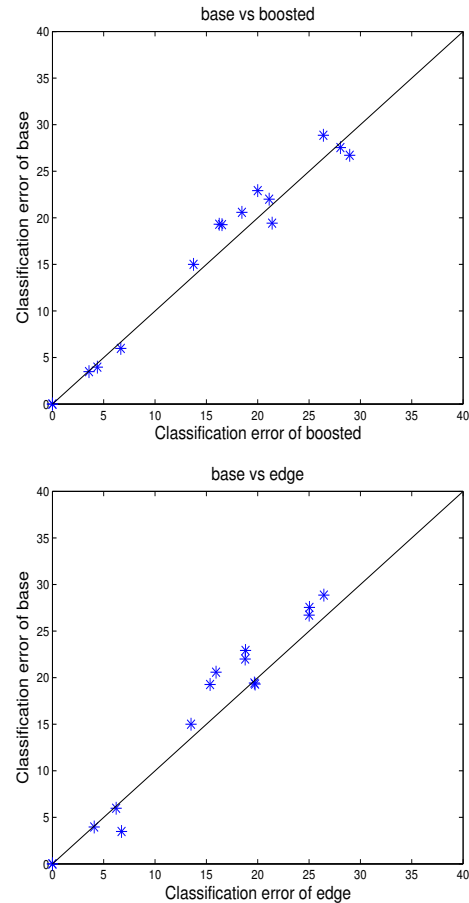 base vs boosted
40
35
30
25
20
15
10
5
0
0 5 10 15 20 25 30 35 40
Classification error of base
Classification error of boosted
base vs edge
40
35
30
25
20
15
10
5
0
0 5 10 15 20 25 30 35 40
Classification error of base
Classification error of edge